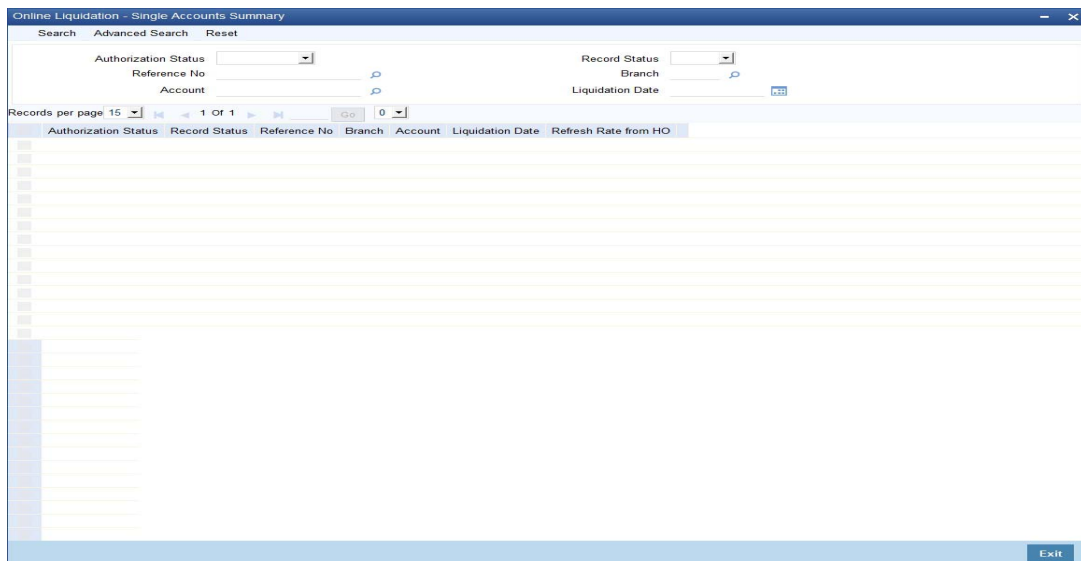 Online Liquidation - Single Accounts Summary
Search Advanced Search Reset
Authorization Status Record Status
Reference No Branch
Account Liquidation Date
Records per page 15 1 Of 1 Go 0
Authorization Status Record Status Reference No Branch Account Liquidation Date Refresh Rate from HO
Exit